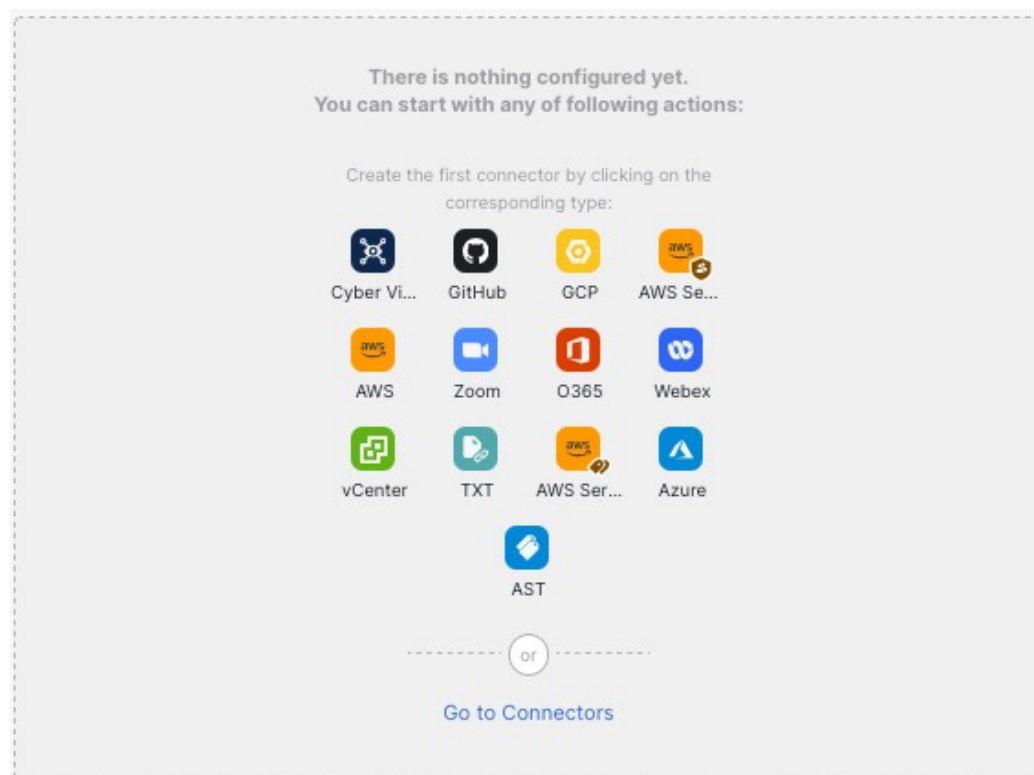 There is nothing configured yet.
You can start with any of following actions:
Create the first connector by clicking on the
corresponding type:
Cyber Vi... GitHub GCP AWS Se...
AWS Zoom O365 Webex
vCenter TXT AWS Ser... Azure
AST
or
Go to Connectors